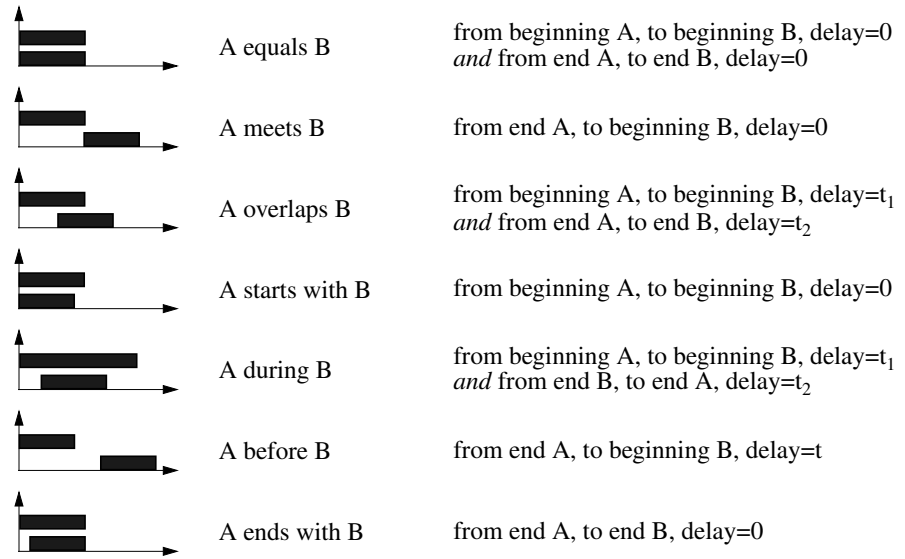 A equals B
from beginning A, to beginning B, delay=0
and from end A, to end B, delay=0
A meets B
from end A, to beginning B, delay=0
A overlaps B
from beginning A, to beginning B, delay=t₁
and from end A, to end B, delay=t₂
A starts with B
from beginning A, to beginning B, delay=0
A during B
from beginning A, to beginning B, delay=t₁
and from end B, to end A, delay=t₂
A before B
from end A, to beginning B, delay=t
A ends with B
from end A, to end B, delay=0